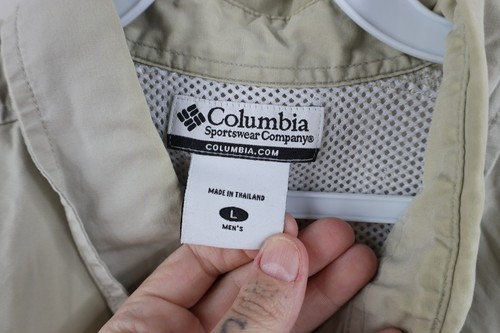 Columbia
Sportswear Company®
COLUMBIA.COM
MADE IN THAILAND
L
MEN'S